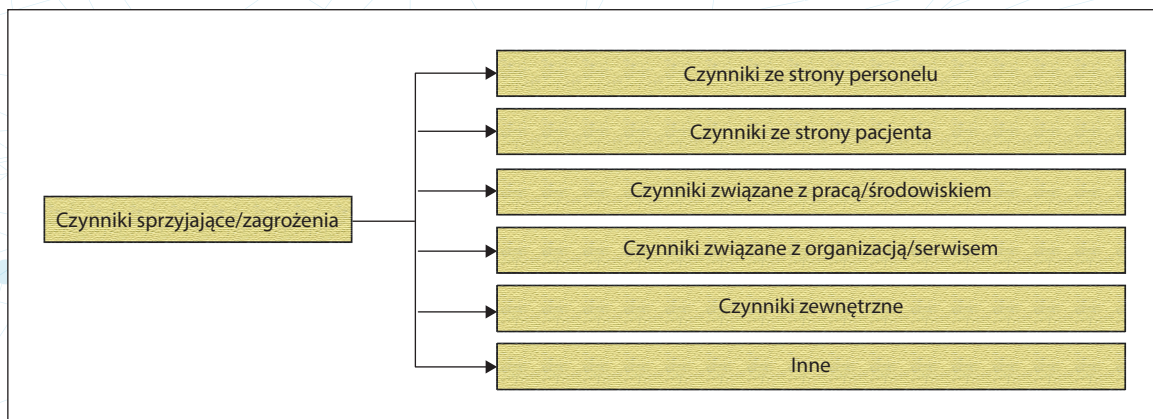 Czynniki ze strony personelu
Czynniki ze strony pacjenta
Czynniki związane z pracą/środowiskiem
Czynniki sprzyjające/zagrożenia
Czynniki związane z organizacją/serwisem
Czynniki zewnętrzne
Inne